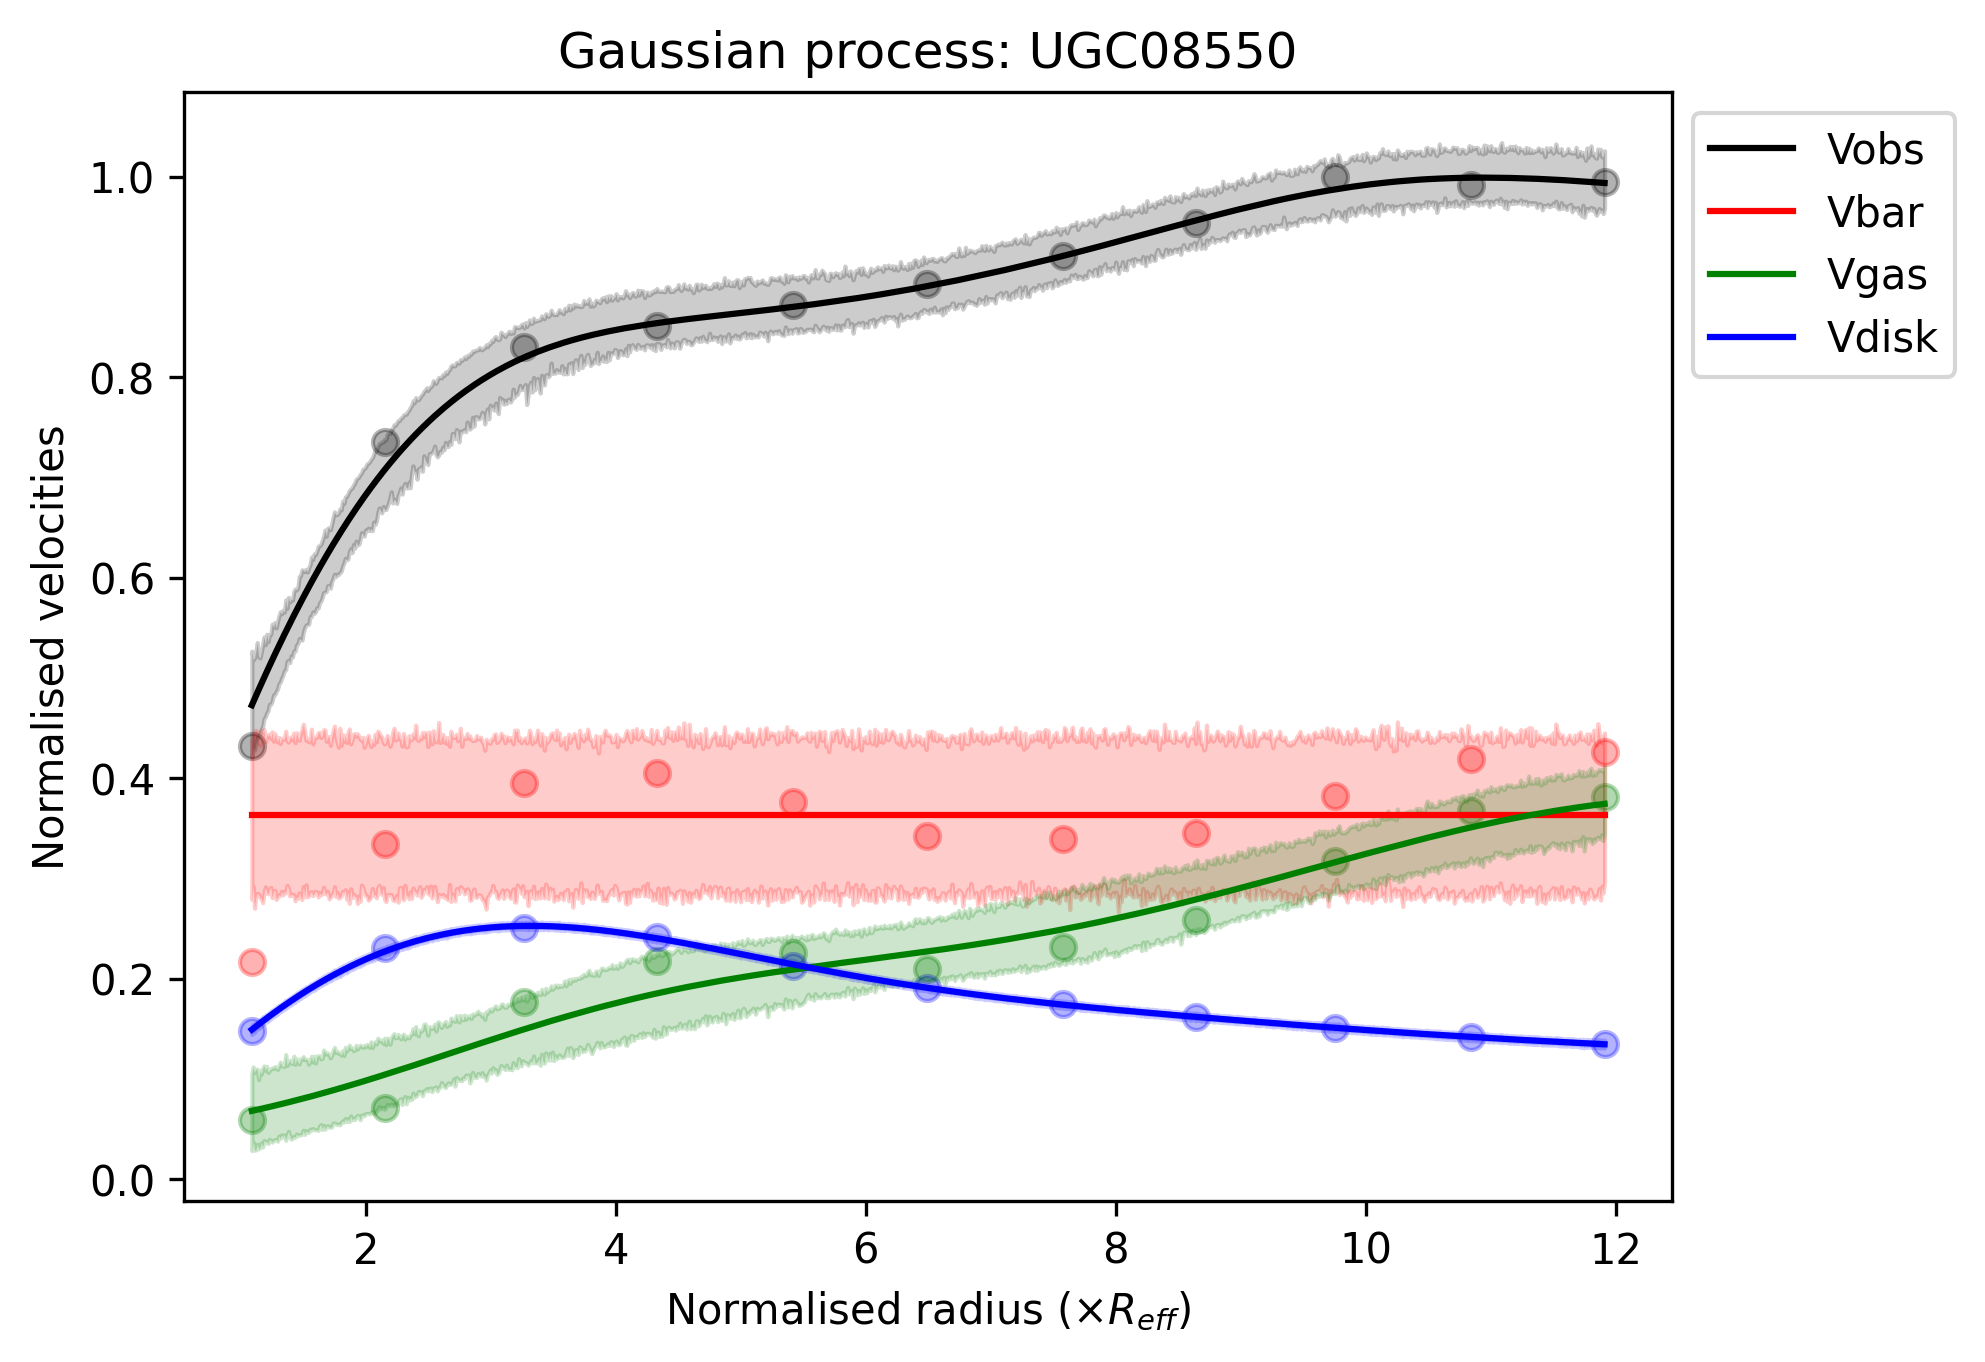 Gaussian process: UGC08550
1.0
0.8
0.6
0.4
0.2
0.0
Normalised velocities
2 4 6 8 10 12
Normalised radius (×R_eff)
Vobs
Vbar
Vgas
Vdisk